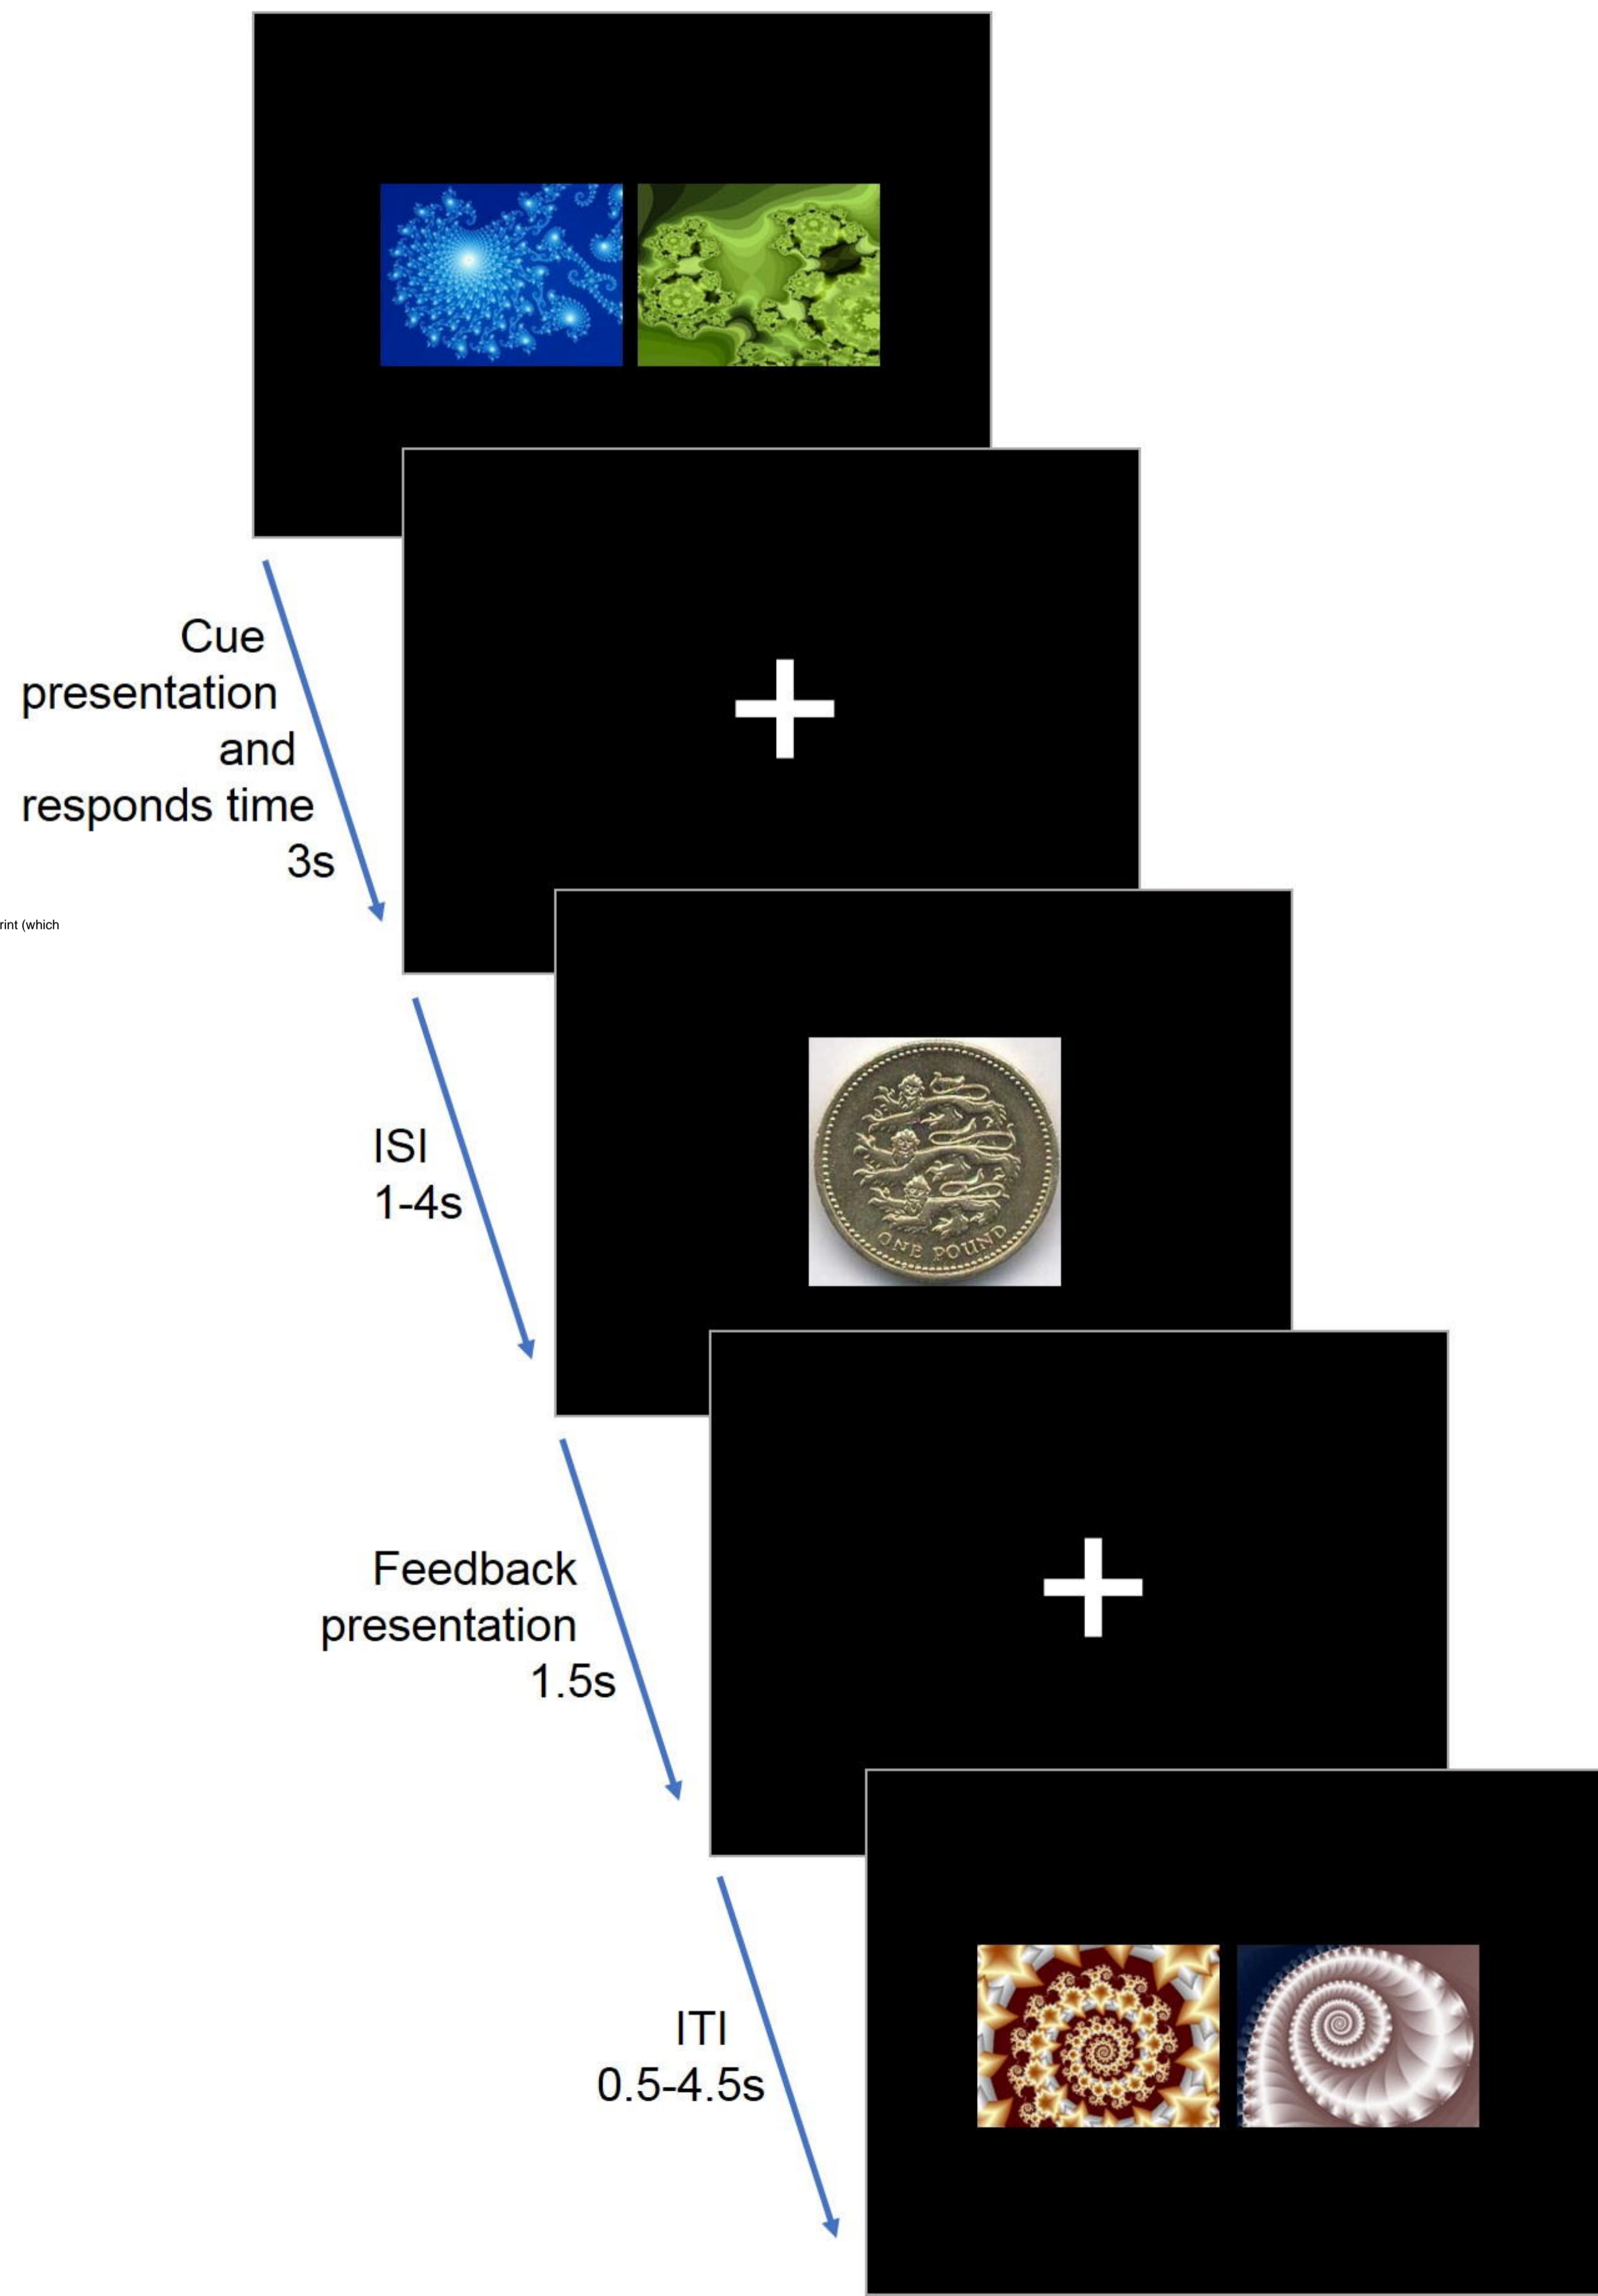 Cue
presentation
and
responds time
3s
rint (which
ISI
1-4s
ONE POUND
Feedback
presentation
1.5s
ITI
0.5-4.5s